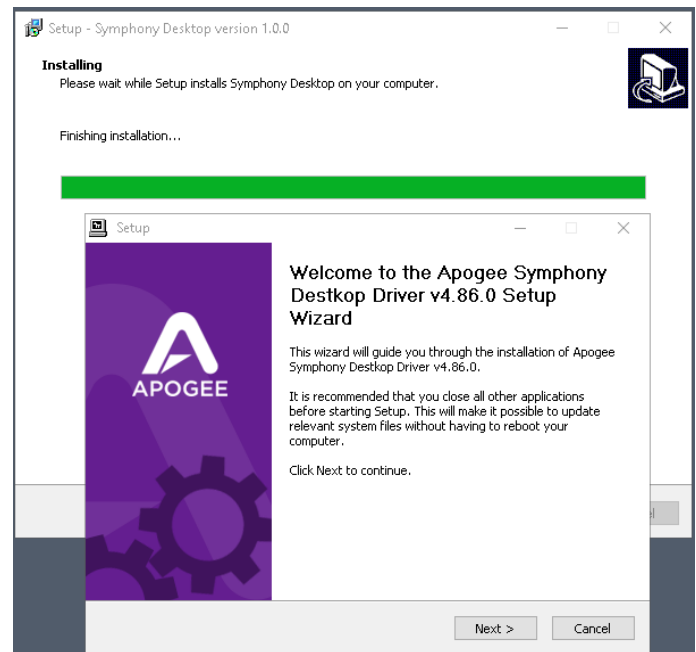 Setup - Symphony Desktop version 1.0.0
Installing
Please wait while Setup installs Symphony Desktop on your computer.
Finishing installation...
Setup
Welcome to the Apogee Symphony
Destkop Driver v4.86.0 Setup
Wizard
This wizard will guide you through the installation of Apogee
Symphony Destkop Driver v4.86.0.
It is recommended that you close all other applications
before starting Setup. This will make it possible to update
relevant system files without having to reboot your
computer.
Click Next to continue.
APOGEE
Next >
Cancel